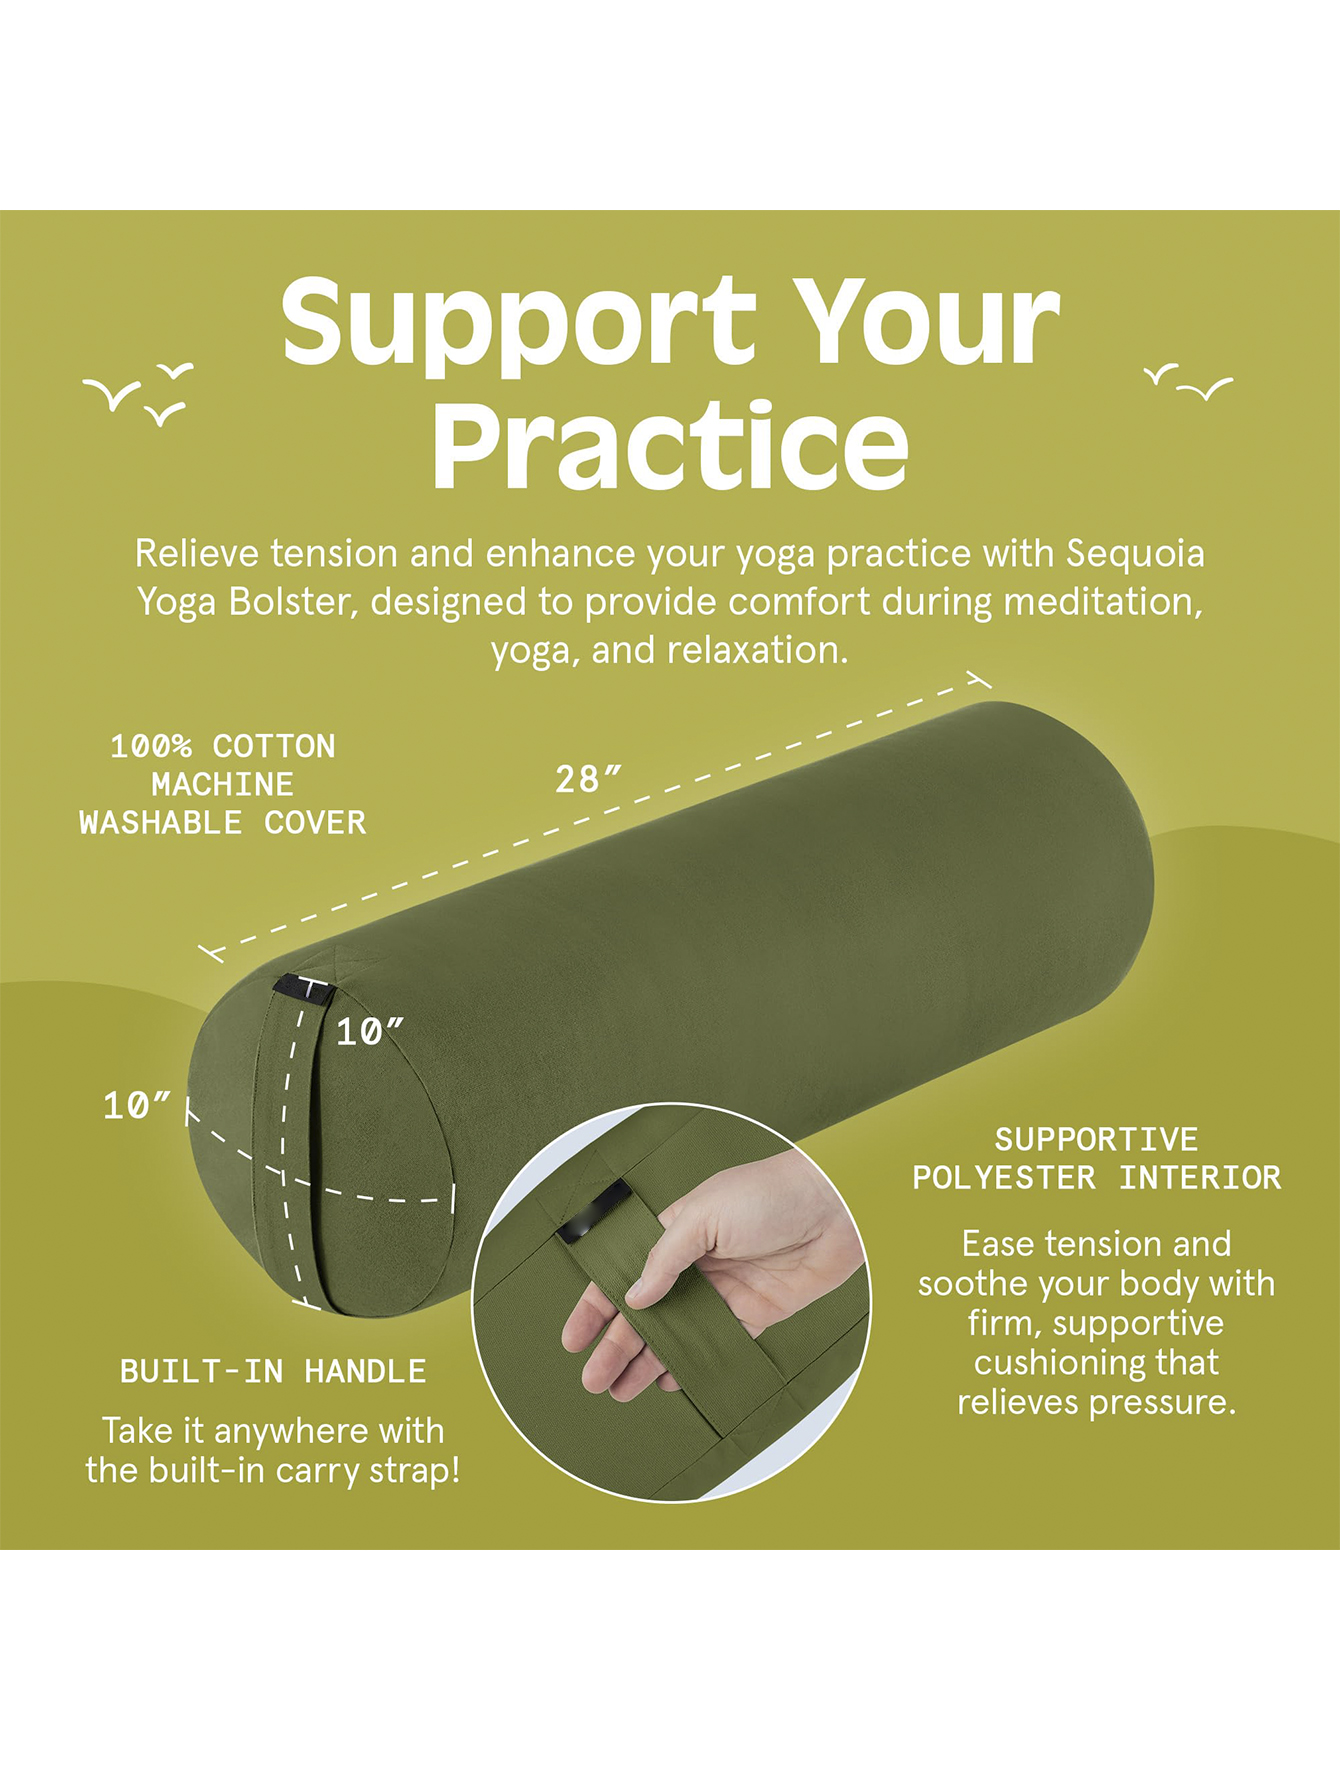 Support Your
Practice
Relieve tension and enhance your yoga practice with Sequoia
Yoga Bolster, designed to provide comfort during meditation,
yoga, and relaxation.
100% COTTON
MACHINE
WASHABLE COVER
28″
10″
10″
SUPPORTIVE
POLYESTER INTERIOR
Ease tension and
soothe your body with
firm, supportive
cushioning that
relieves pressure.
BUILT-IN HANDLE
Take it anywhere with
the built-in carry strap!